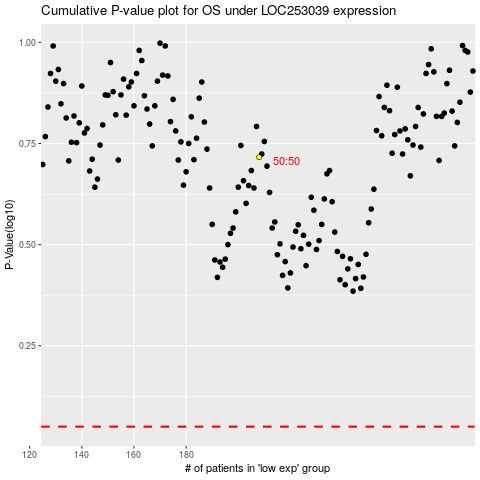 Cumulative P-value plot for OS under LOC253039 expression
P-Value(log10)
1.00
0.75
0.50
0.25
50:50
120 140 160 180
# of patients in 'low exp' group